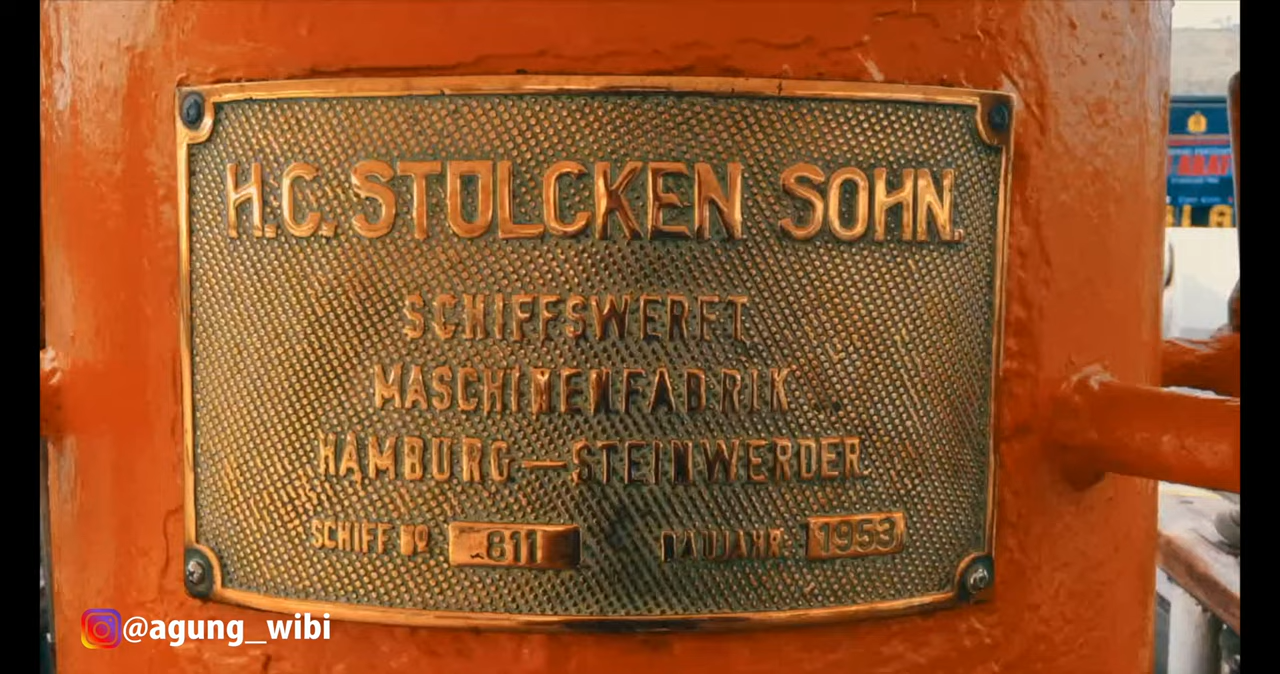 H.C. STÜLCKEN SOHN.
SCHIFFSWERFT
MASCHINENFABRIK
HAMBURG—STEINWERDER.
SCHIFF No 811 BAUJAHR: 1953
@agung_wibi